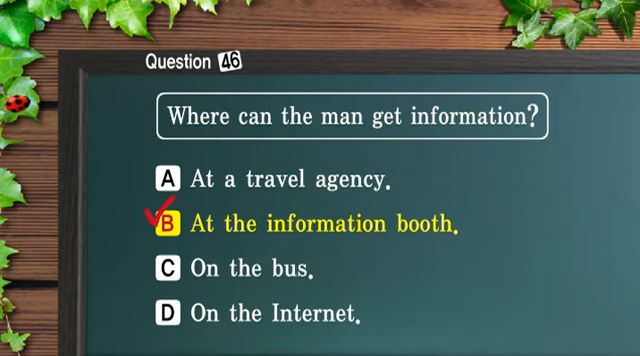 Question 46
Where can the man get information?
A At a travel agency.
B At the information booth.
C On the bus.
D On the Internet.